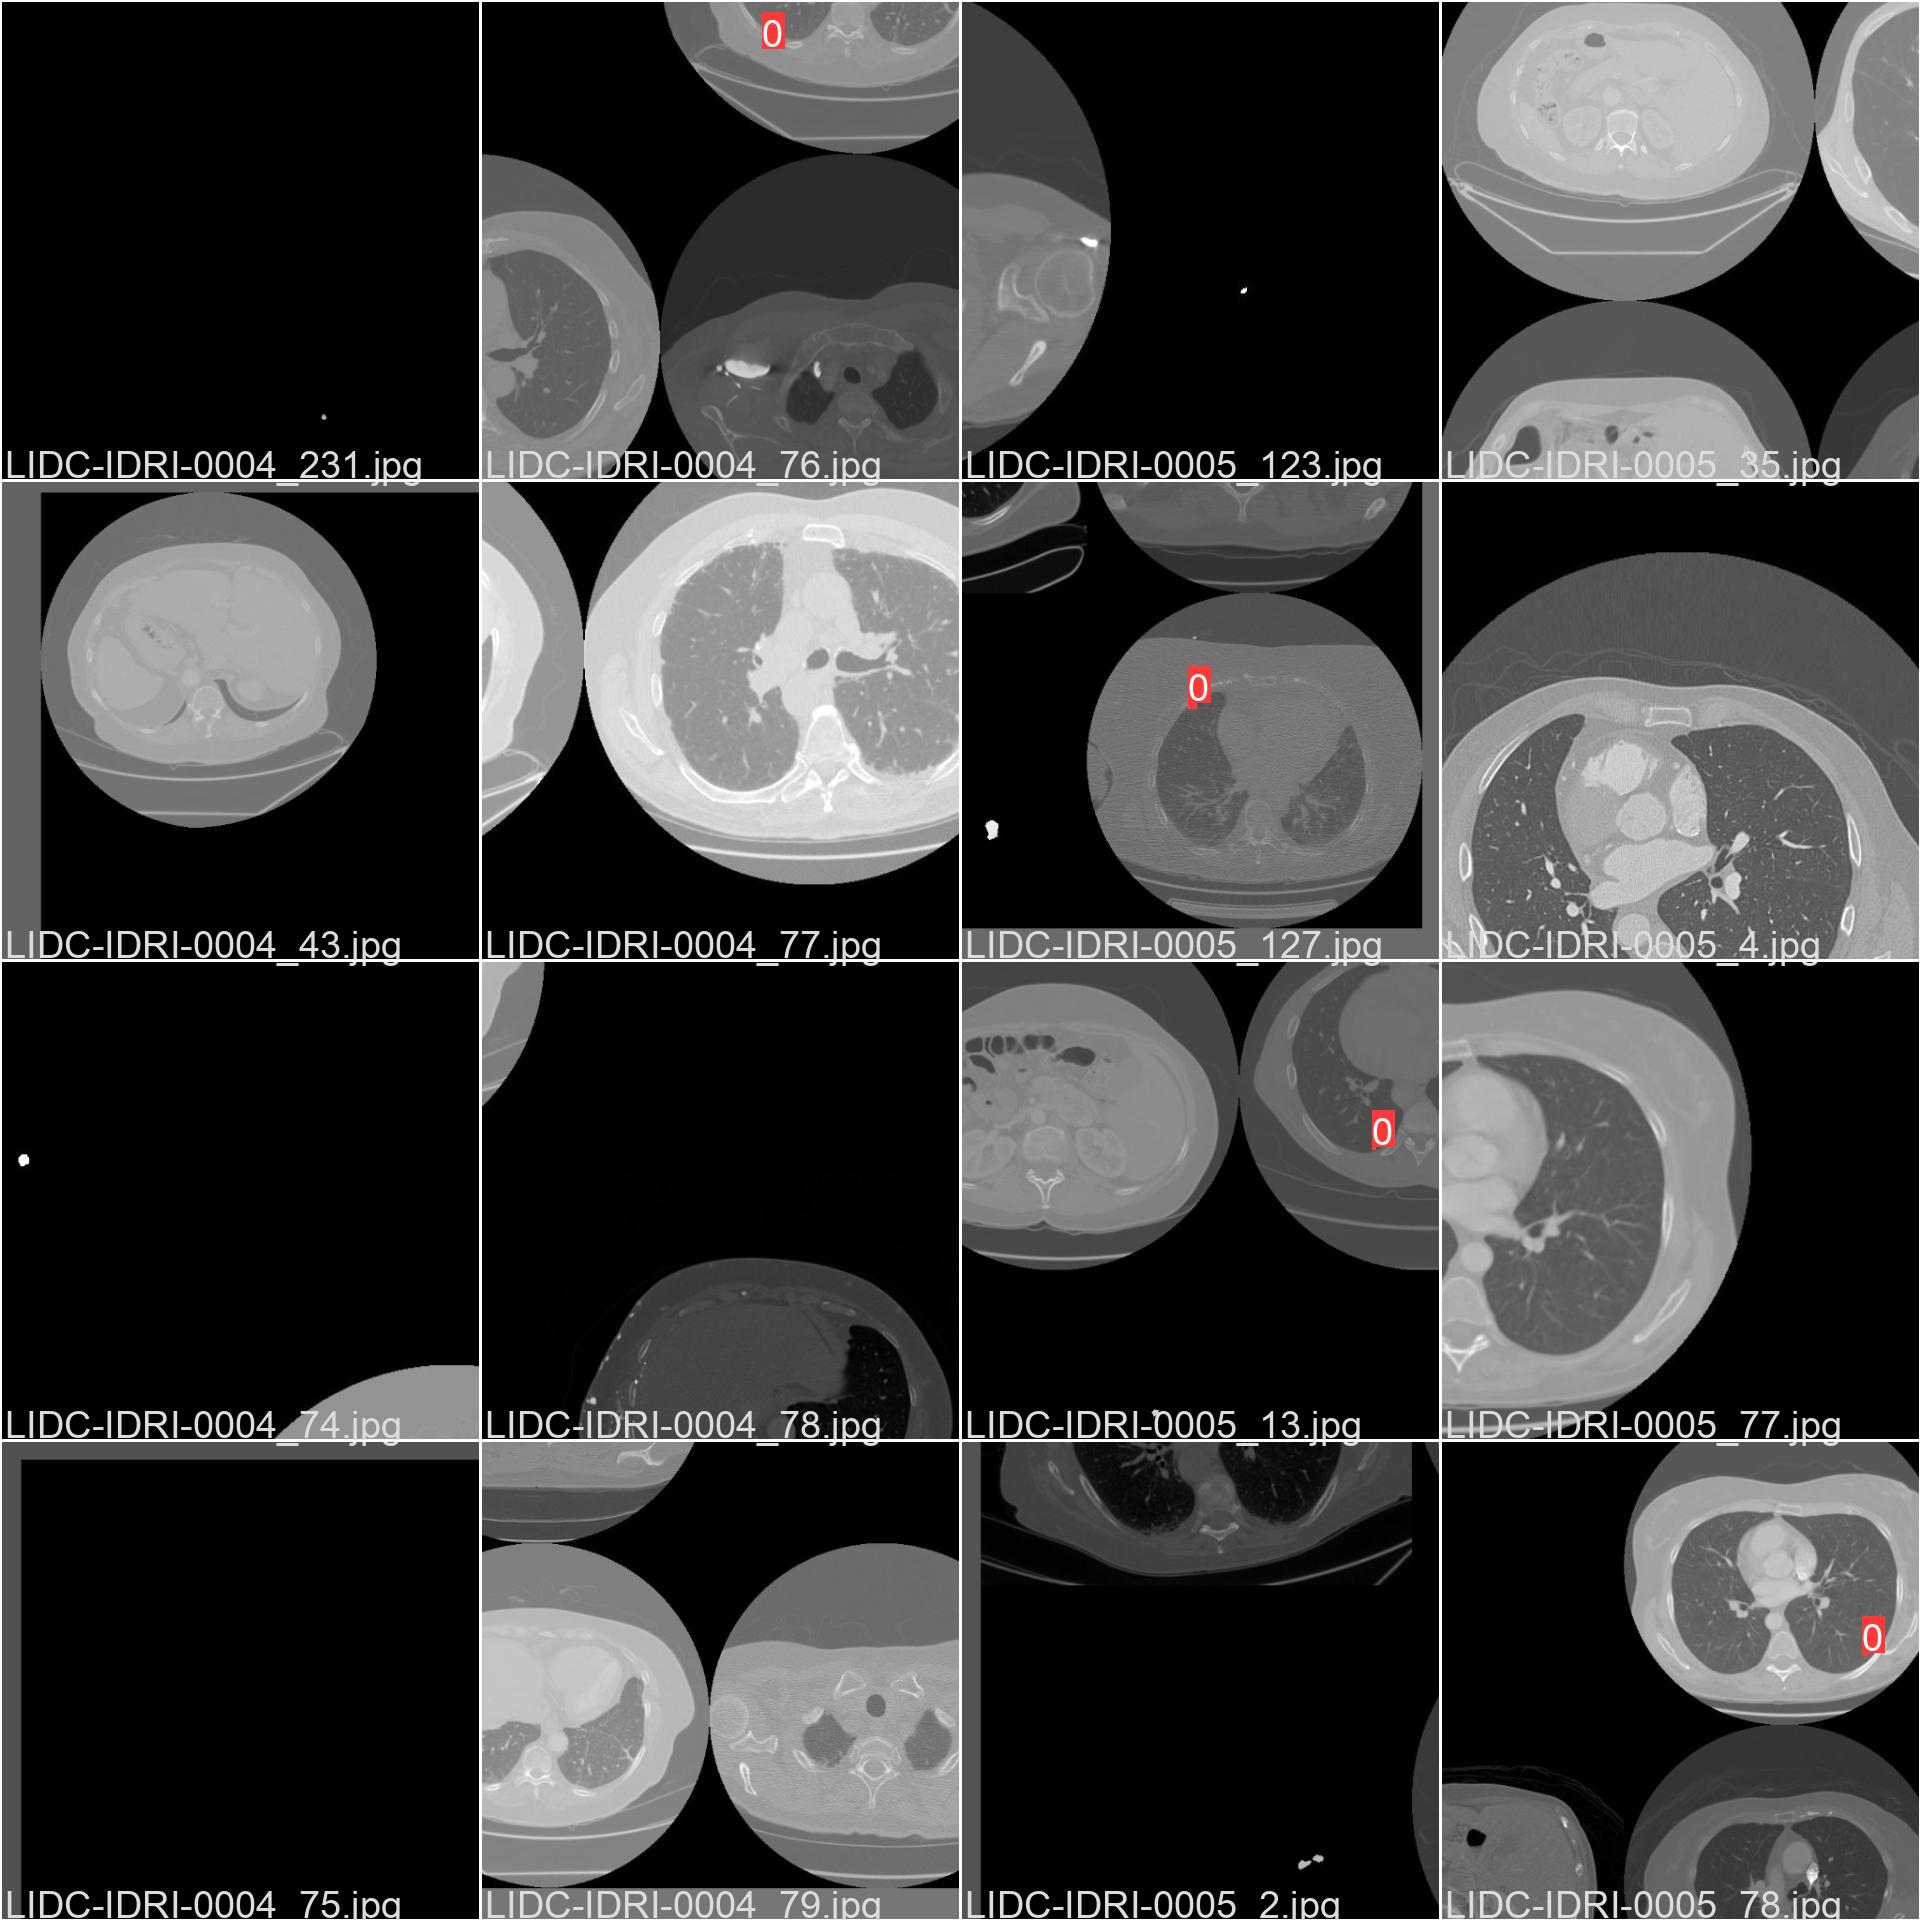 0
LIDC-IDRI-0004_231.jpg
LIDC-IDRI-0004_76.jpg
LIDC-IDRI-0005_123.jpg
LIDC-IDRI-0005_35.jpg
0
LIDC-IDRI-0004_43.jpg
LIDC-IDRI-0004_77.jpg
LIDC-IDRI-0005_127.jpg
LIDC-IDRI-0005_4.jpg
0
LIDC-IDRI-0004_74.jpg
LIDC-IDRI-0004_78.jpg
LIDC-IDRI-0005_13.jpg
LIDC-IDRI-0005_77.jpg
0
LIDC-IDRI-0004_75.jpg
LIDC-IDRI-0004_79.jpg
LIDC-IDRI-0005_2.jpg
LIDC-IDRI-0005_78.jpg